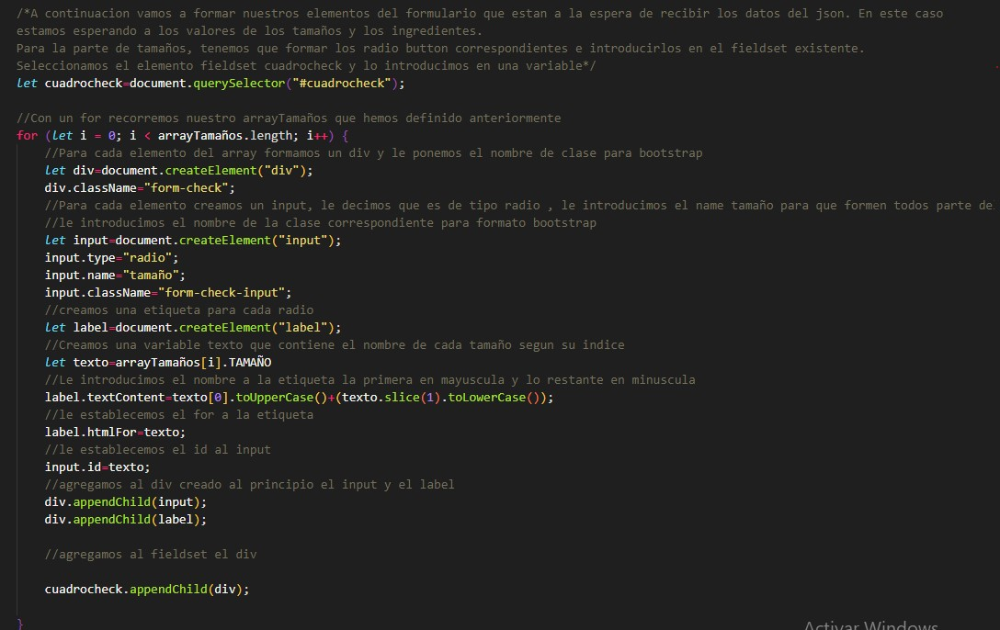 /*A continuacion vamos a formar nuestros elementos del formulario que estan a la espera de recibir los datos del json. En este caso
estamos esperando a los valores de los tamaños y los ingredientes.
Para la parte de tamaños, tenemos que formar los radio button correspondientes e introducirlos en el fieldset existente.
Seleccionamos el elemento fieldset cuadrocheck y lo introducimos en una variable*/
let cuadrocheck=document.querySelector("#cuadrocheck");
//Con un for recorremos nuestro arrayTamaños que hemos definido anteriormente
for (let i = 0; i < arrayTamaños.length; i++) {
//Para cada elemento del array formamos un div y le ponemos el nombre de clase para bootstrap
let div=document.createElement("div");
div.className="form-check";
//Para cada elemento creamos un input, le decimos que es de tipo radio , le introducimos el name tamaño para que formen todos parte de
//le introducimos el nombre de la clase correspondiente para formato bootstrap
let input=document.createElement("input");
input.type="radio";
input.name="tamaño";
input.className="form-check-input";
//creamos una etiqueta para cada radio
let label=document.createElement("label");
//Creamos una variable texto que contiene el nombre de cada tamaño segun su indice
let texto=arrayTamaños[i].TAMAÑO
//Le introducimos el nombre a la etiqueta la primera en mayuscula y lo restante en minuscula
label.textContent=texto[0].toUpperCase()+(texto.slice(1).toLowerCase());
//le establecemos el for a la etiqueta
label.htmlFor=texto;
//le establecemos el id al input
input.id=texto;
//agregamos al div creado al principio el input y el label
div.appendChild(input);
div.appendChild(label);
//agregamos al fieldset el div
cuadrocheck.appendChild(div);
}
Activar Windows